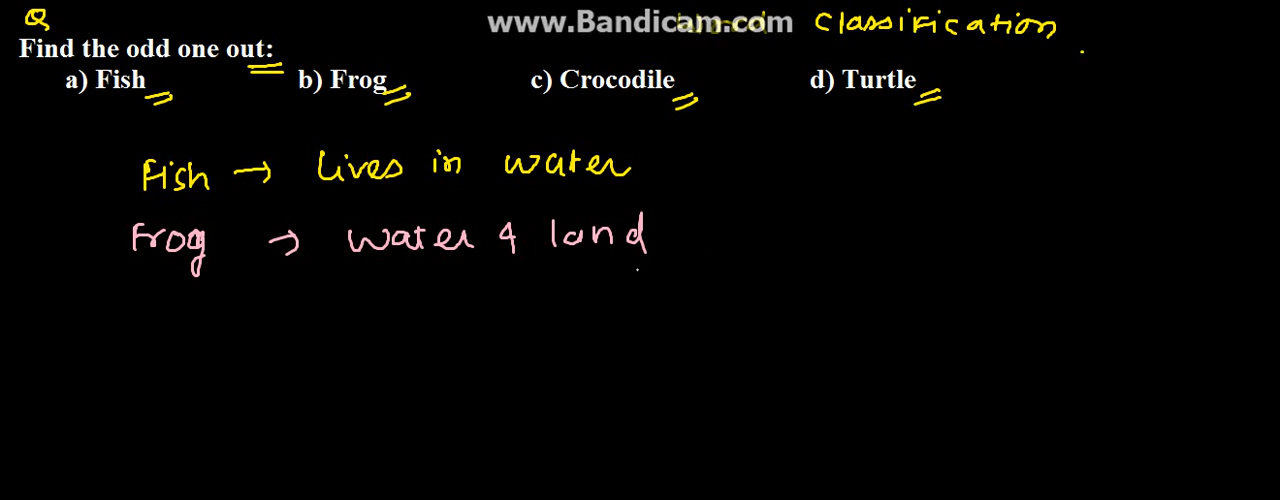 Q www.Bandicam.com Classification
Find the odd one out:
a) Fish b) Frog c) Crocodile d) Turtle
Fish → Lives in water
Frog → water & land